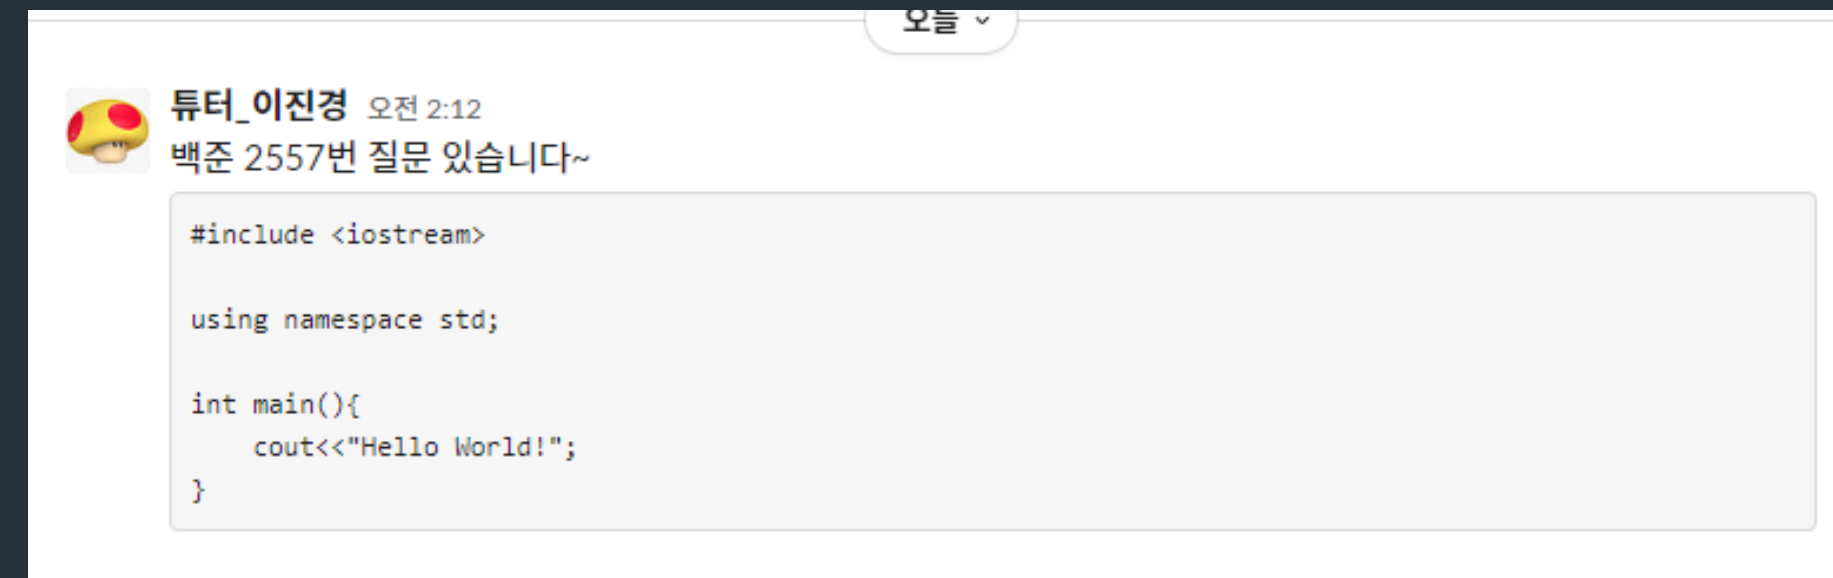 오늘
튜터_이진경 오전 2:12
백준 2557번 질문 있습니다~
#include <iostream>
using namespace std;
int main(){
    cout<<"Hello World!";
}